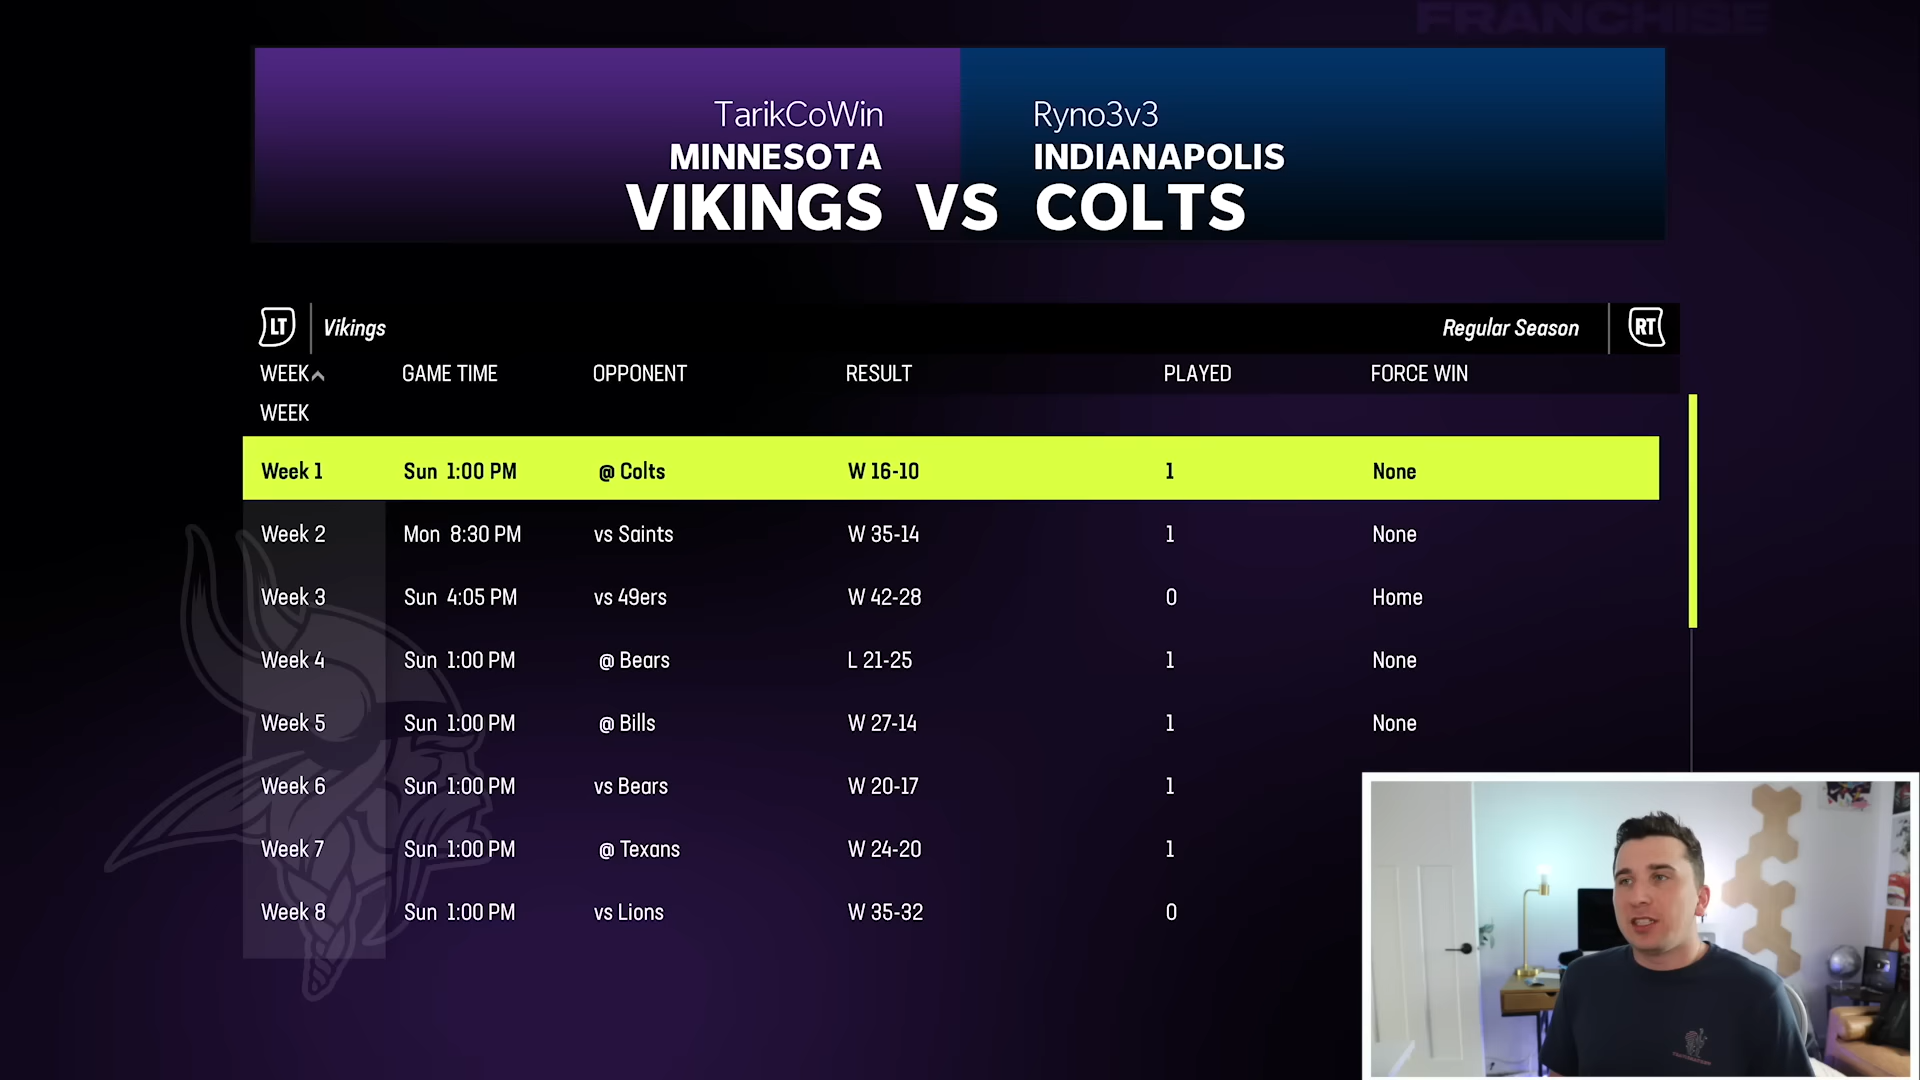 FRANCHISE
TarikCoWin
MINNESOTA
VIKINGS VS COLTS
Ryno3v3
INDIANAPOLIS
LT Vikings Regular Season RT
WEEK GAME TIME OPPONENT RESULT PLAYED FORCE WIN
WEEK
Week 1 Sun 1:00 PM @ Colts W 16-10 1 None
Week 2 Mon 8:30 PM vs Saints W 35-14 1 None
Week 3 Sun 4:05 PM vs 49ers W 42-28 0 Home
Week 4 Sun 1:00 PM @ Bears L 21-25 1 None
Week 5 Sun 1:00 PM @ Bills W 27-14 1 None
Week 6 Sun 1:00 PM vs Bears W 20-17 1
Week 7 Sun 1:00 PM @ Texans W 24-20 1
Week 8 Sun 1:00 PM vs Lions W 35-32 0